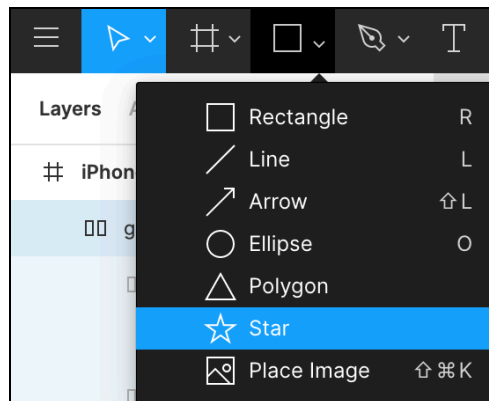 Layers
Rectangle R
iPhon
Line L
Arrow ⇧L
g
Ellipse O
Polygon
Star
Place Image ⇧⌘K